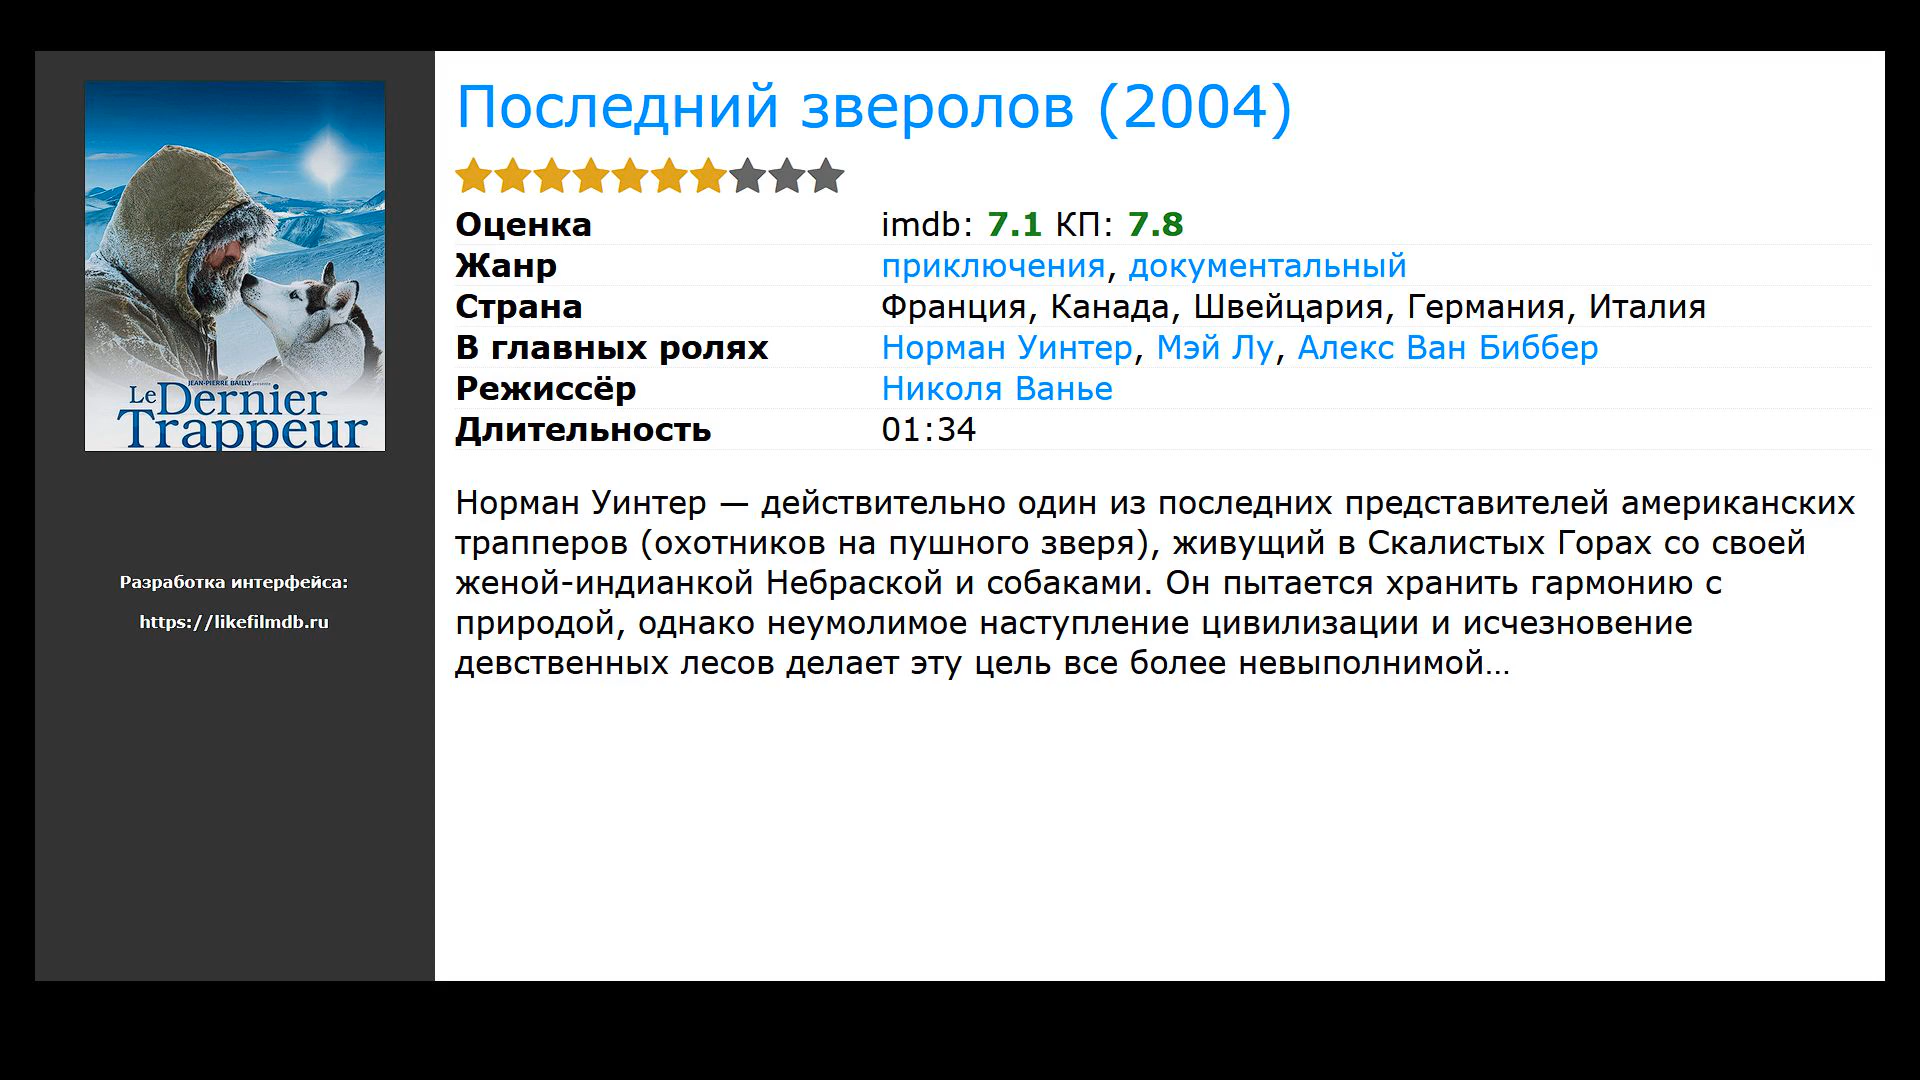 Последний зверолов (2004)
Оценка imdb: 7.1 КП: 7.8
Жанр приключения, документальный
Страна Франция, Канада, Швейцария, Германия, Италия
В главных ролях Норман Уинтер, Мэй Лу, Алекс Ван Биббер
Режиссёр Николя Ванье
Длительность 01:34
Норман Уинтер — действительно один из последних представителей американских
трапперов (охотников на пушного зверя), живущий в Скалистых Горах со своей
женой-индианкой Небраской и собаками. Он пытается хранить гармонию с
природой, однако неумолимое наступление цивилизации и исчезновение
девственных лесов делает эту цель все более невыполнимой…
JEAN-PIERRE BAILLY présente
Le Dernier
Trappeur
Разработка интерфейса:
https://likefilmdb.ru